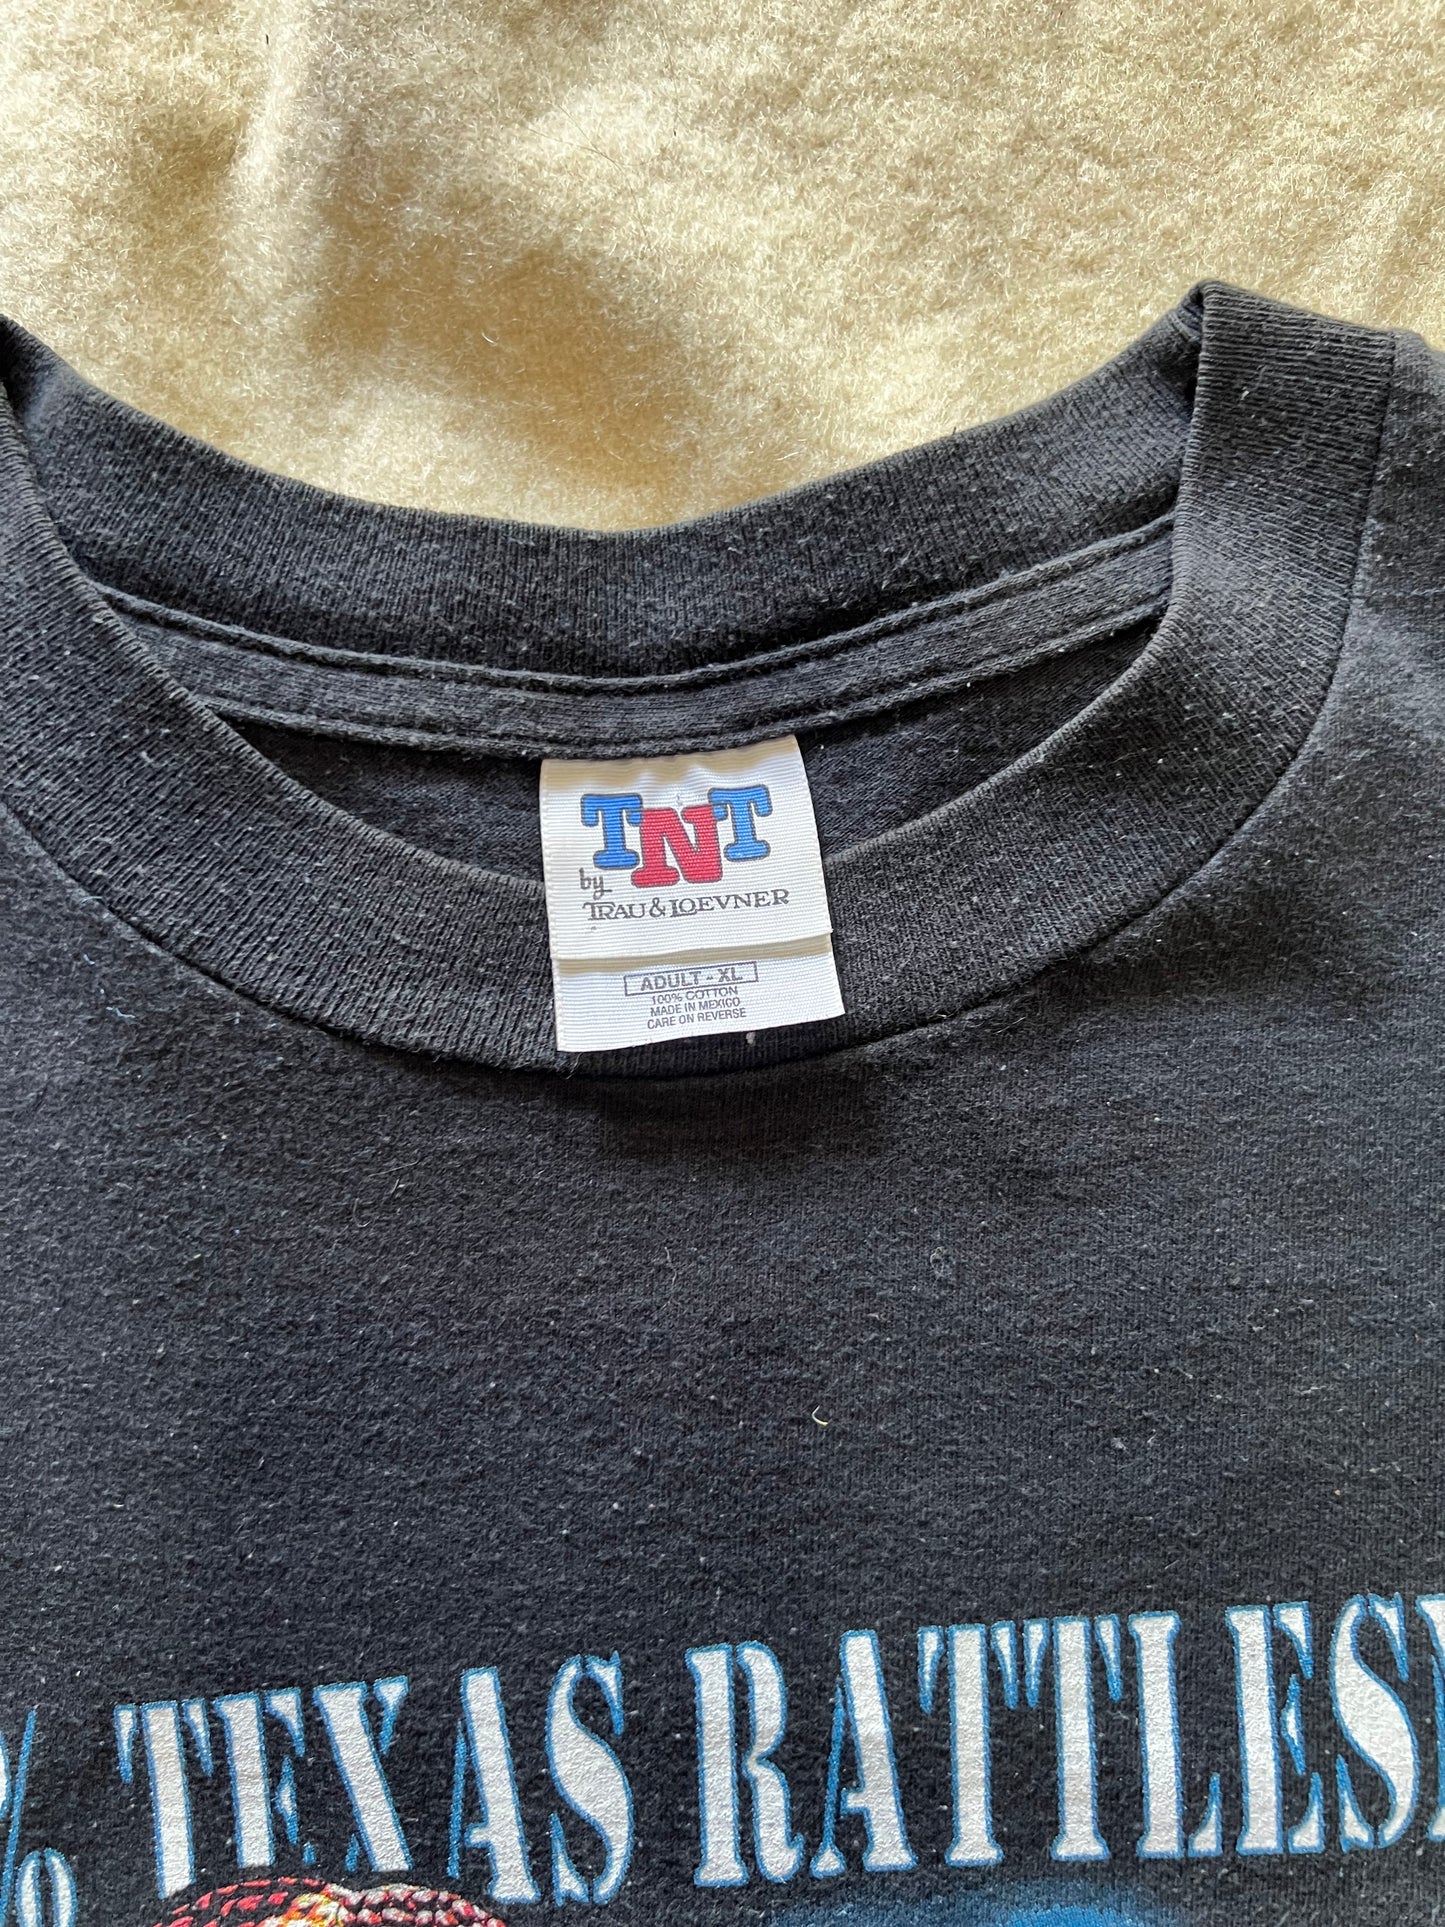 TNT
by
TRAU & LOEVNER
ADULT - XL
100% COTTON
MADE IN MEXICO
CARE ON REVERSE
% TEXAS RATTLES